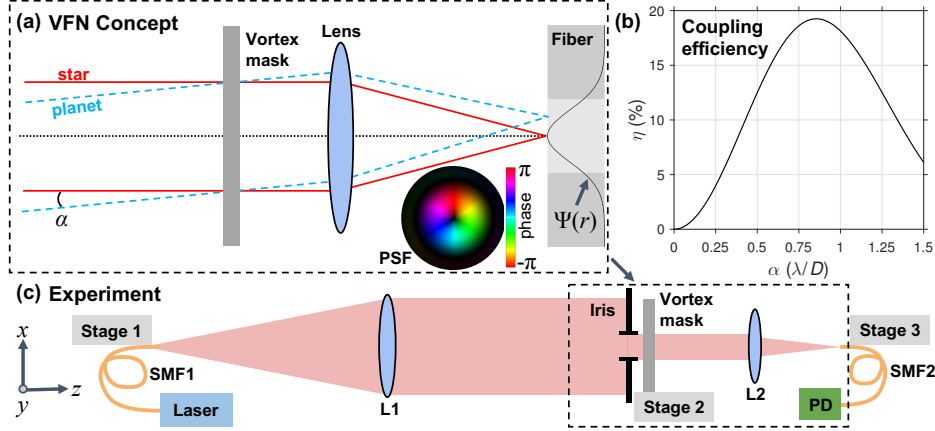 (a) VFN Concept
Vortex
mask
Lens
Fiber
star
planet
α
π
phase
-π
PSF
Ψ(r)
(b)
Coupling
efficiency
η (%)
20
15
10
5
0
0 0.25 0.5 0.75 1 1.25 1.5
α (λ/D)
(c) Experiment
x
y
z
Stage 1
SMF1
Laser
L1
Iris
Vortex
mask
Stage 2
L2
Stage 3
SMF2
PD